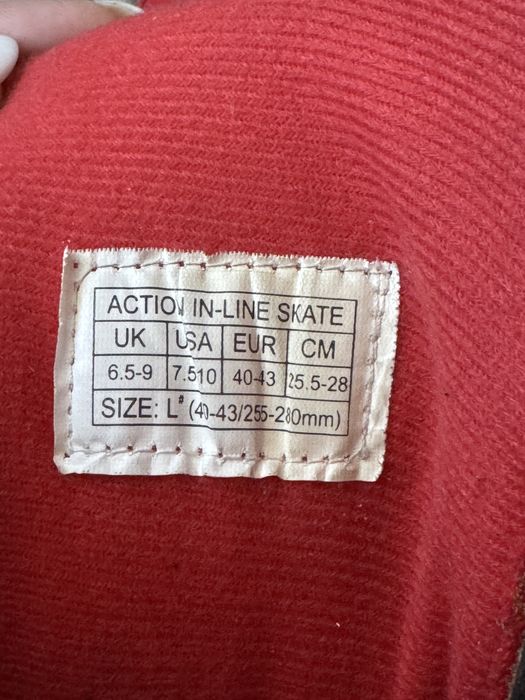 ACTION IN-LINE SKATE
UK USA EUR CM
6.5-9 7.510 40-43 25.5-28
SIZE: L# (40-43/255-280mm)